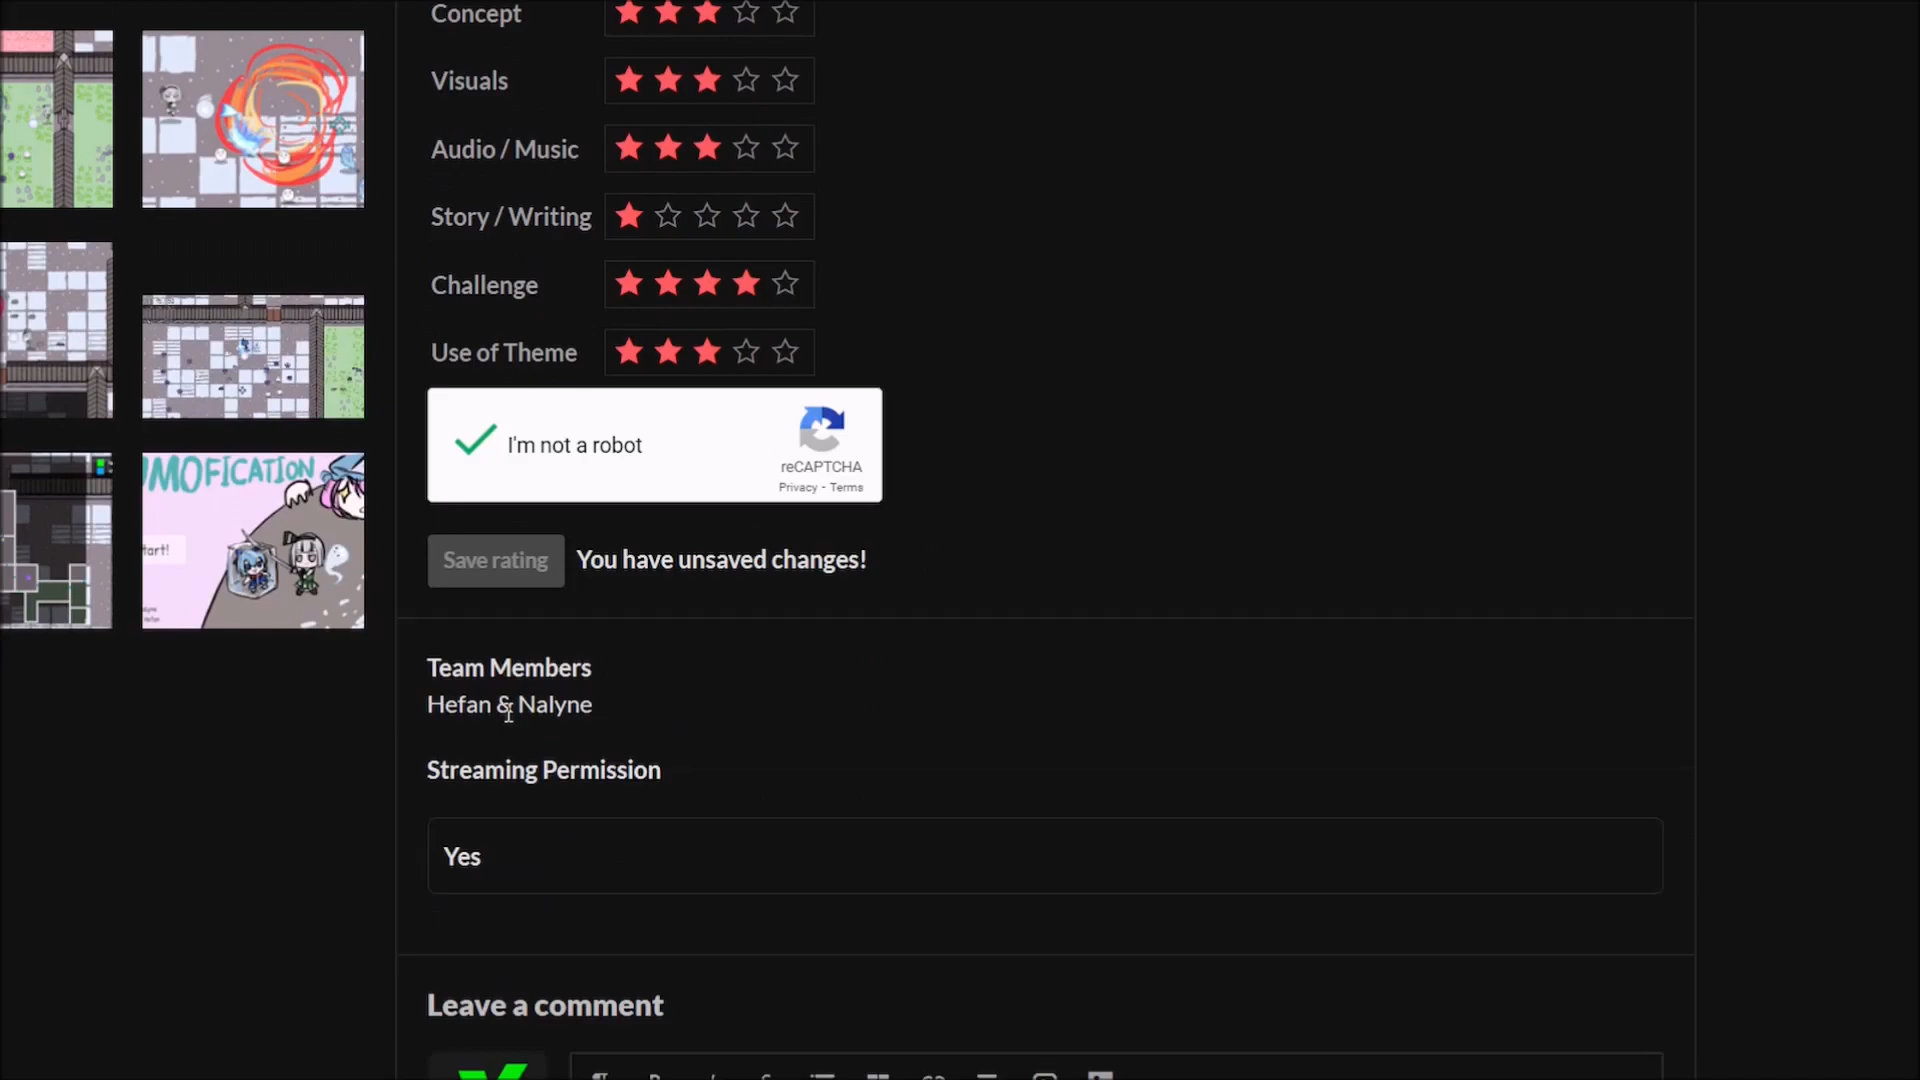 Concept
Visuals
Audio / Music
Story / Writing
Challenge
Use of Theme
I'm not a robot
reCAPTCHA
Privacy - Terms
Save rating
You have unsaved changes!
UMOFICATION
tart!
Team Members
Hefan & Nalyne
Streaming Permission
Yes
Leave a comment